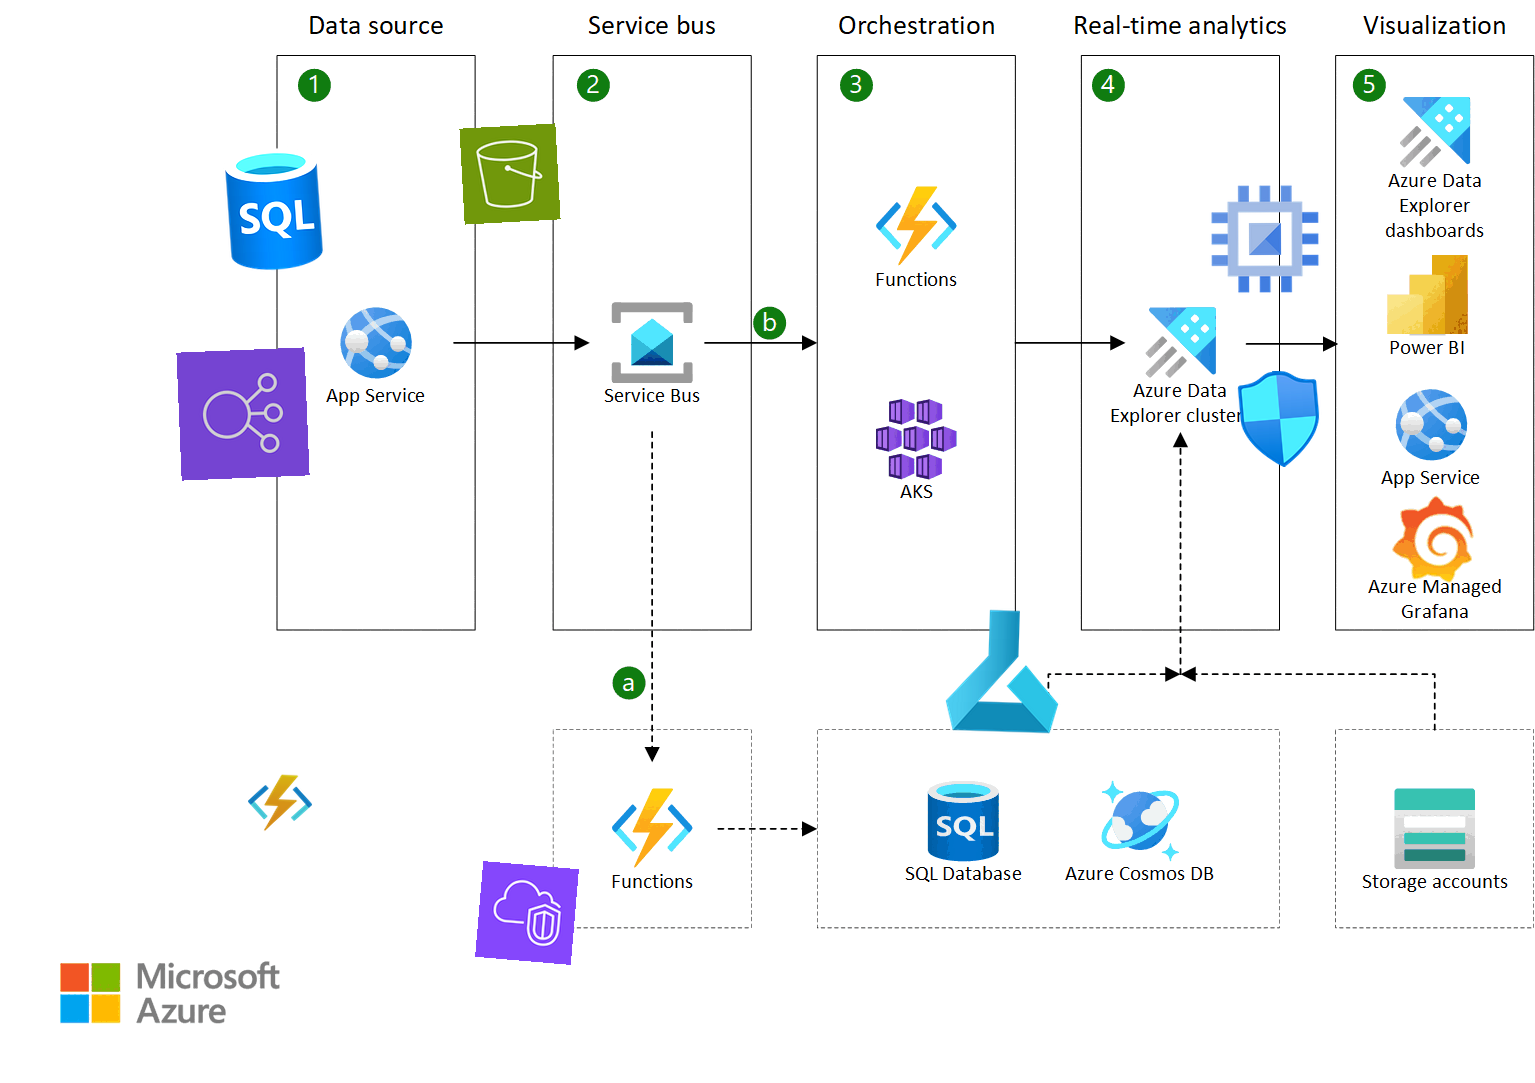 Data source
Service bus
Orchestration
Real-time analytics
Visualization
1
2
3
4
5
SQL
Azure Data
Explorer
dashboards
Functions
b
Power BI
App Service
Service Bus
Azure Data
Explorer cluster
App Service
AKS
Azure Managed
Grafana
a
SQL
Functions
SQL Database
Azure Cosmos DB
Storage accounts
Microsoft
Azure